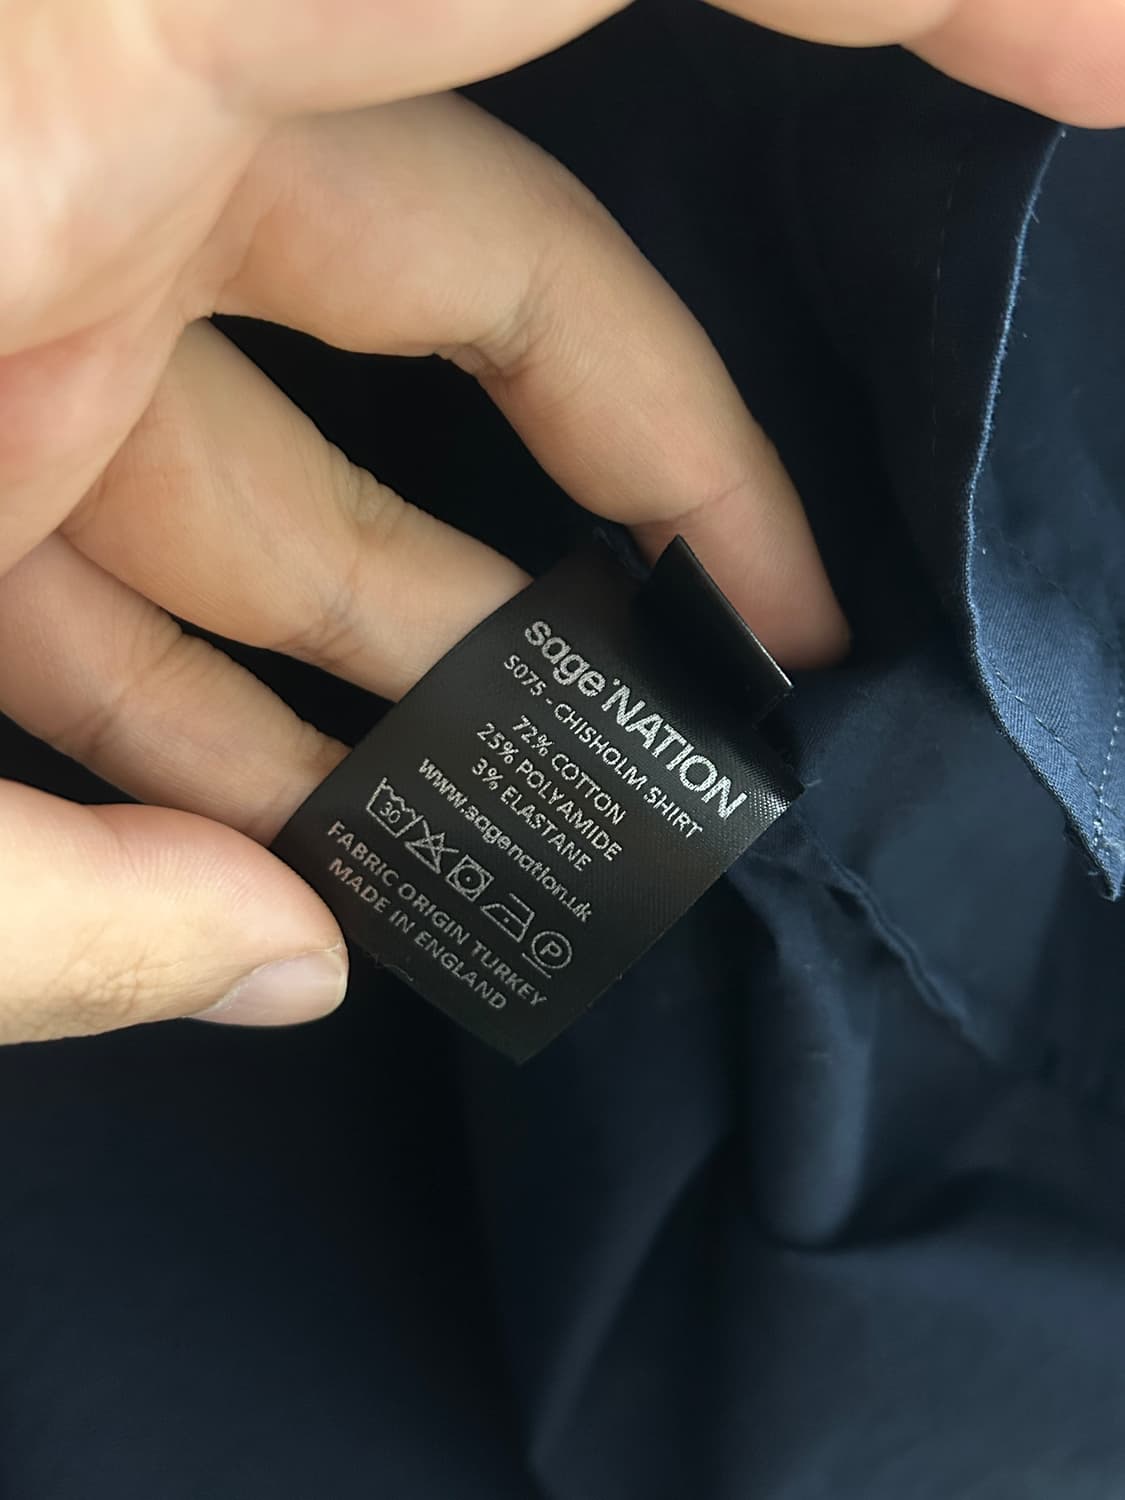 sage'NATION
S075 - CHISHOLM SHIRT
72% COTTON
25% POLYAMIDE
3% ELASTANE
www.sagenation.uk
30 P
FABRIC ORIGIN TURKEY
MADE IN ENGLAND